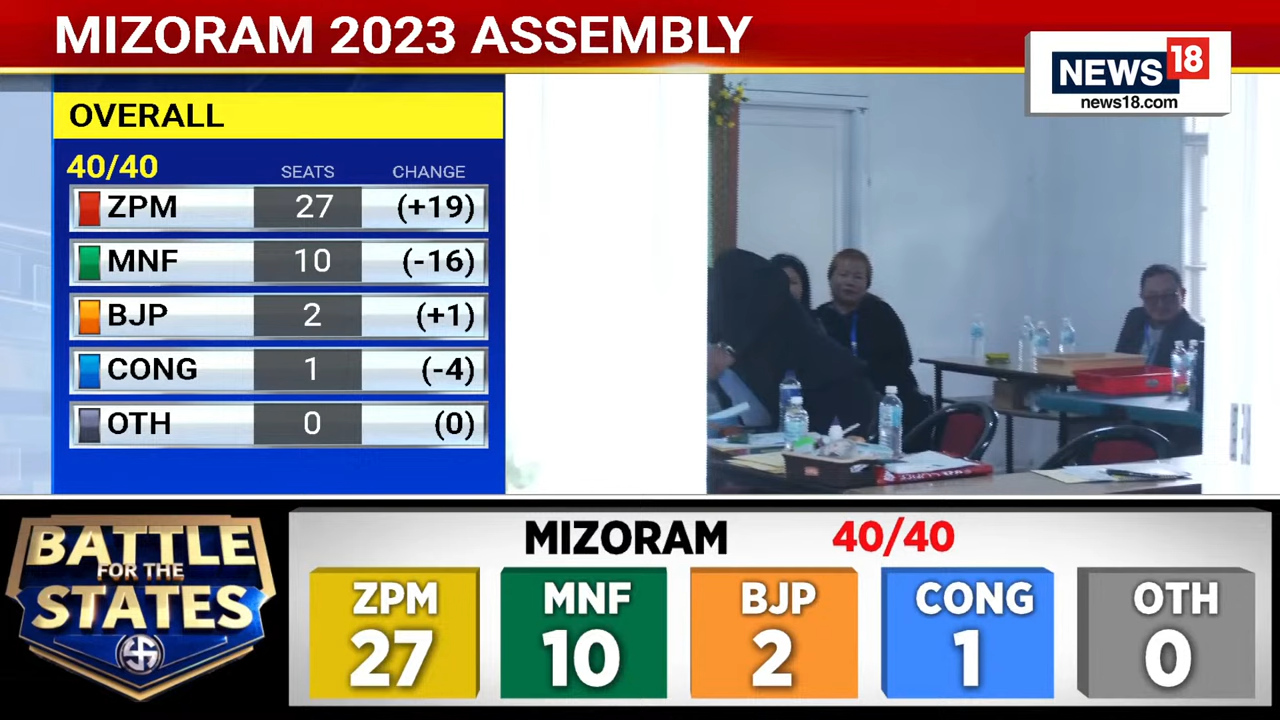 MIZORAM 2023 ASSEMBLY
NEWS 18
news18.com
OVERALL
40/40 SEATS CHANGE
ZPM 27 (+19)
MNF 10 (-16)
BJP 2 (+1)
CONG 1 (-4)
OTH 0 (0)
BATTLE
FOR THE
STATES
MIZORAM 40/40
ZPM MNF BJP CONG OTH
27 10 2 1 0